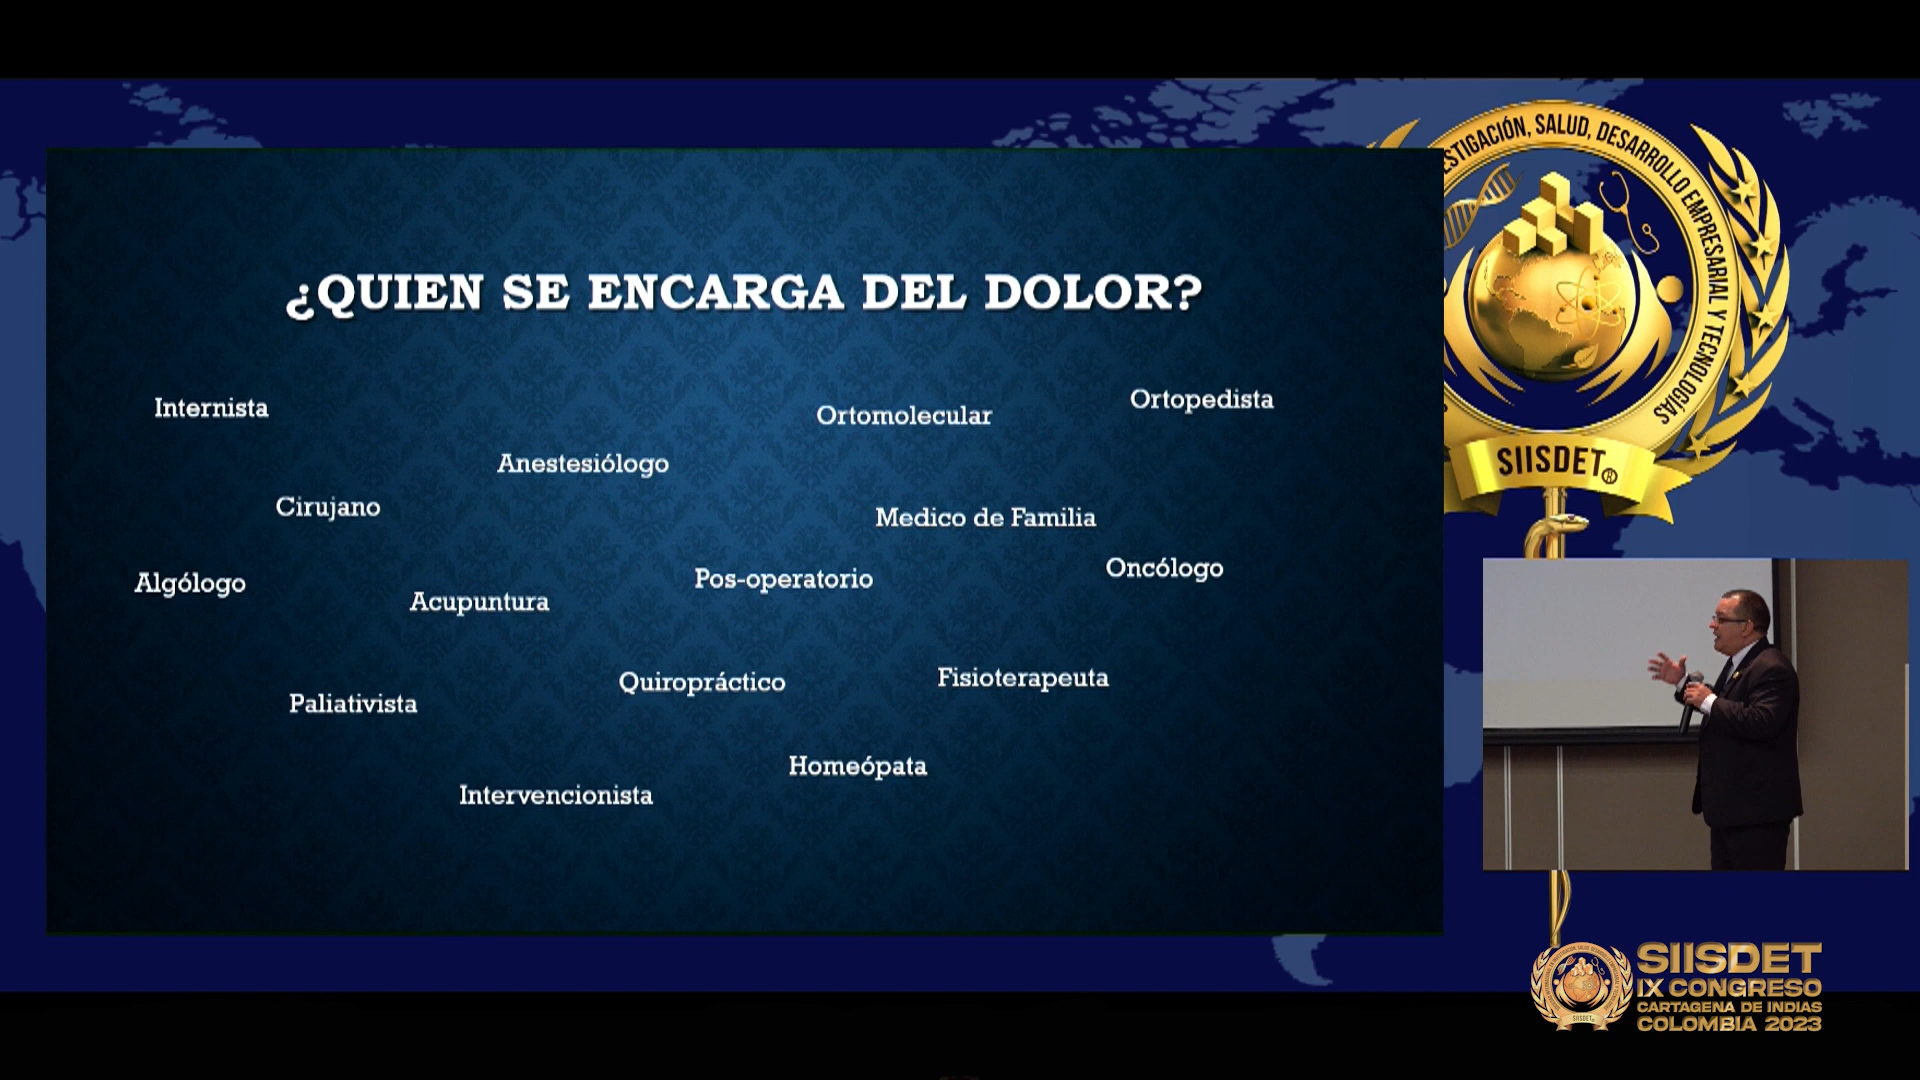 ¿QUIEN SE ENCARGA DEL DOLOR?
Internista
Ortomolecular
Ortopedista
Anestesiólogo
Cirujano
Medico de Familia
Algólogo
Acupuntura
Pos-operatorio
Oncólogo
Paliativista
Quiropráctico
Fisioterapeuta
Intervencionista
Homeópata
STIGACIÓN, SALUD, DESARROLLO EMPRESARIAL Y TECNOLOGÍAS
SIISDET®
SIISDET
IX CONGRESO
CARTAGENA DE INDIAS
COLOMBIA 2023